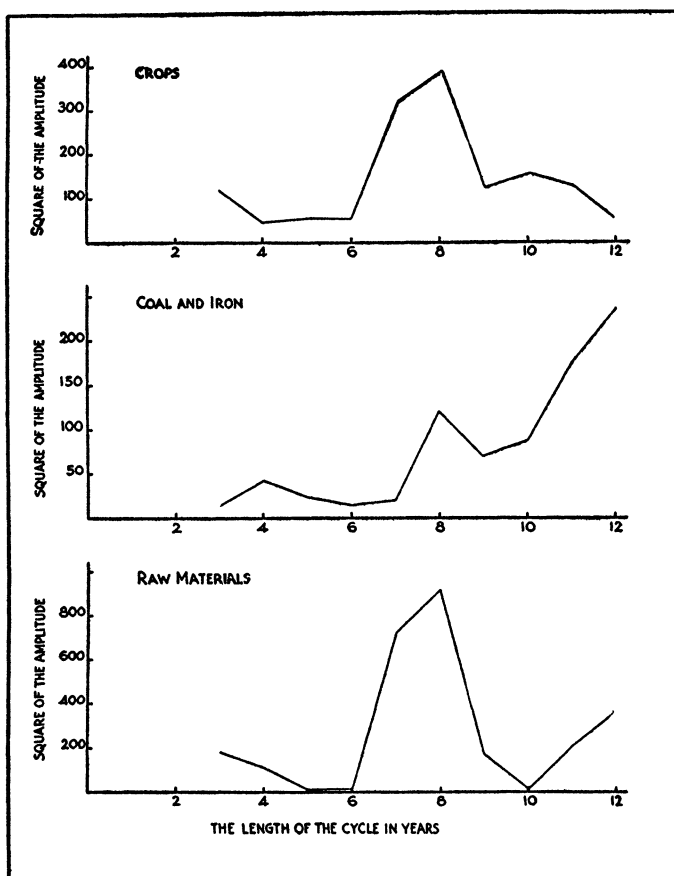 CROPS
SQUARE OF THE AMPLITUDE
400
300
200
100
2 4 6 8 10 12
COAL AND IRON
SQUARE OF THE AMPLITUDE
200
150
100
50
2 4 6 8 10 12
RAW MATERIALS
SQUARE OF THE AMPLITUDE
800
600
400
200
2 4 6 8 10 12
THE LENGTH OF THE CYCLE IN YEARS